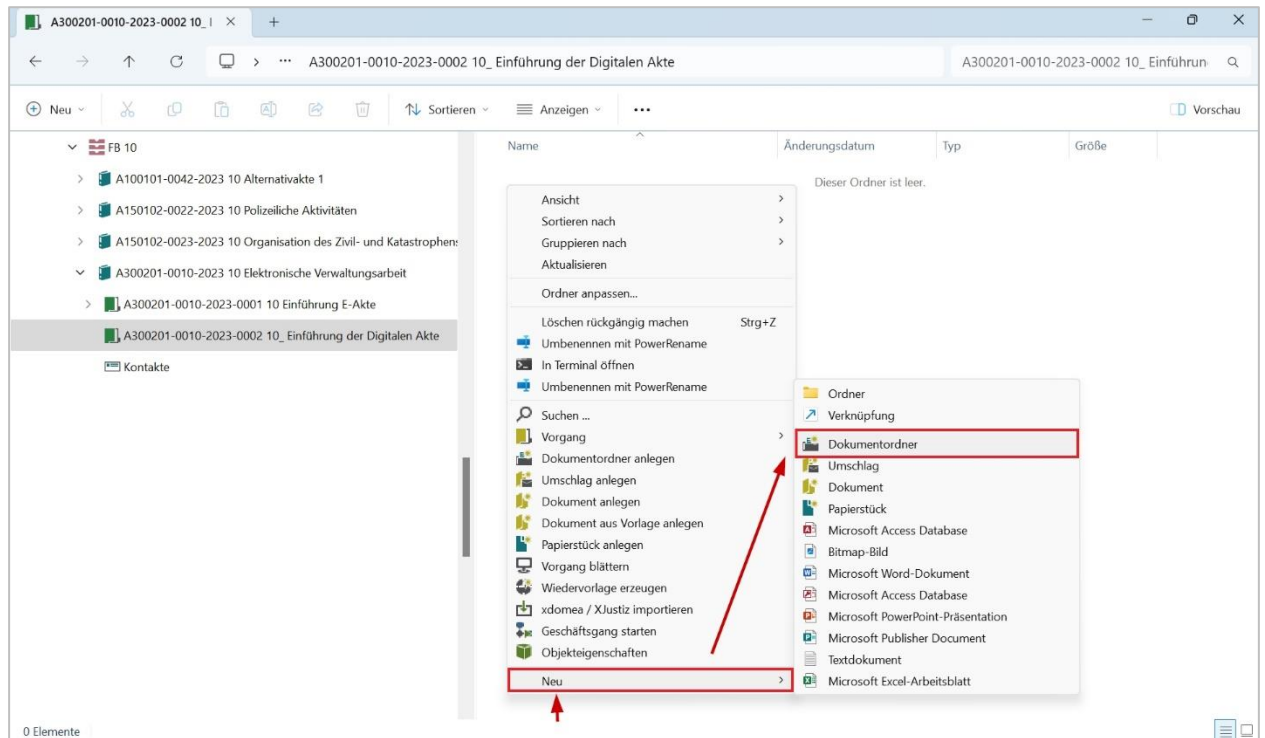 A300201-0010-2023-0002 10_ |
A300201-0010-2023-0002 10_ Einführung der Digitalen Akte
A300201-0010-2023-0002 10_ Einführun
Neu
Sortieren
Anzeigen
Vorschau
FB 10
A100101-0042-2023 10 Alternativakte 1
A150102-0022-2023 10 Polizeiliche Aktivitäten
A150102-0023-2023 10 Organisation des Zivil- und Katastrophens
A300201-0010-2023 10 Elektronische Verwaltungsarbeit
A300201-0010-2023-0001 10 Einführung E-Akte
A300201-0010-2023-0002 10_ Einführung der Digitalen Akte
Kontakte
Name
Änderungsdatum
Typ
Größe
Dieser Ordner ist leer.
Ansicht
Sortieren nach
Gruppieren nach
Aktualisieren
Ordner anpassen...
Löschen rückgängig machen Strg+Z
Umbenennen mit PowerRename
In Terminal öffnen
Umbenennen mit PowerRename
Suchen ...
Vorgang
Dokumentordner anlegen
Umschlag anlegen
Dokument anlegen
Dokument aus Vorlage anlegen
Papierstück anlegen
Vorgang blättern
Wiedervorlage erzeugen
xdomea / XJustiz importieren
Geschäftsgang starten
Objekteigenschaften
Neu
Ordner
Verknüpfung
Dokumentordner
Umschlag
Dokument
Papierstück
Microsoft Access Database
Bitmap-Bild
Microsoft Word-Dokument
Microsoft Access Database
Microsoft PowerPoint-Präsentation
Microsoft Publisher Document
Textdokument
Microsoft Excel-Arbeitsblatt
0 Elemente